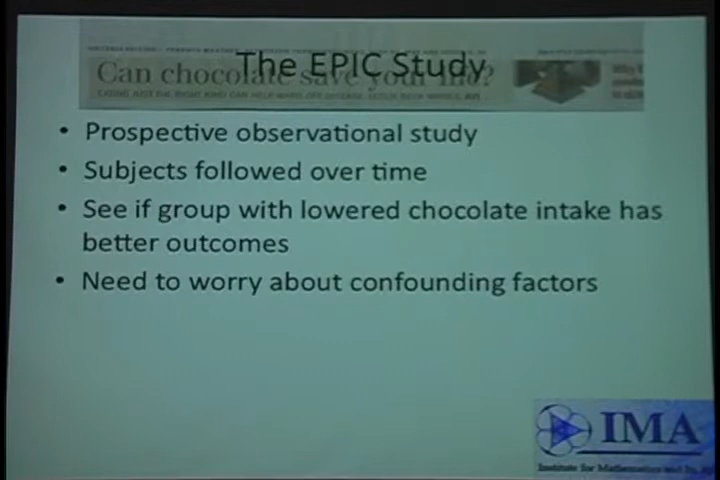 The EPIC Study
Can chocolate save your life?
• Prospective observational study
• Subjects followed over time
• See if group with lowered chocolate intake has
better outcomes
• Need to worry about confounding factors
IMA
Institute for Mathematics and Its